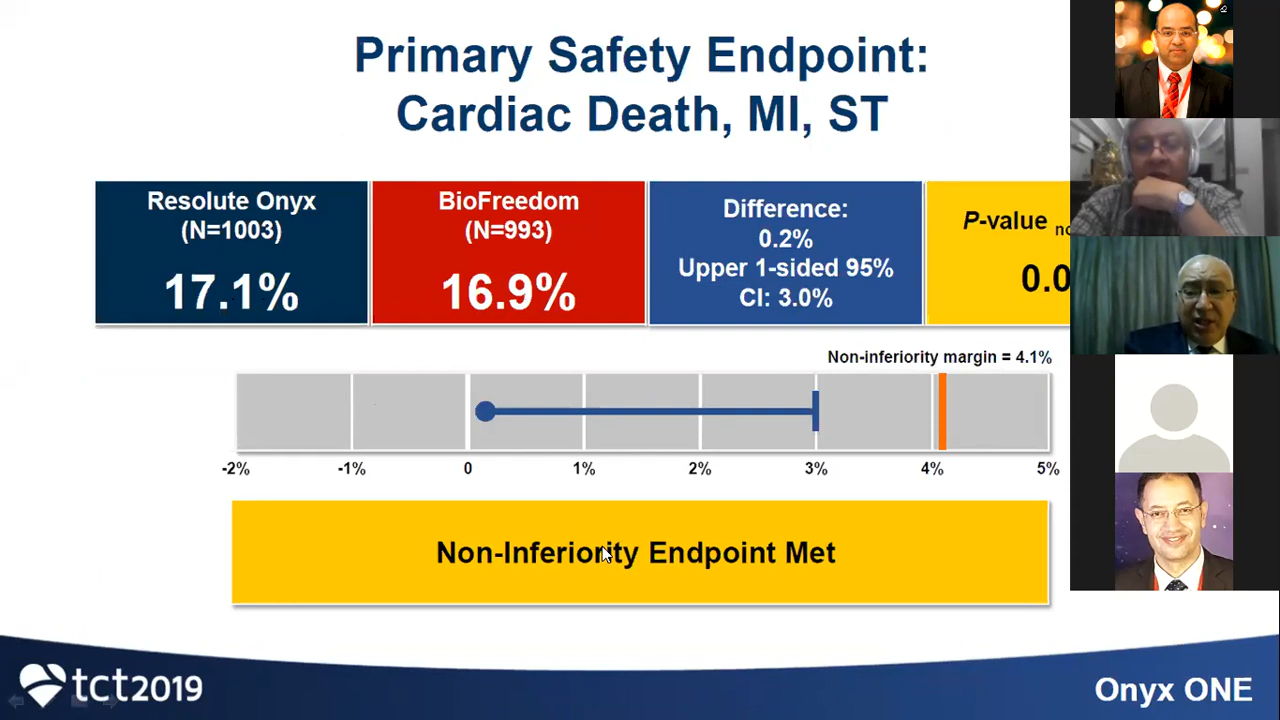 Primary Safety Endpoint:
Cardiac Death, MI, ST
Resolute Onyx
(N=1003)
17.1%
BioFreedom
(N=993)
16.9%
Difference:
0.2%
Upper 1-sided 95%
CI: 3.0%
P-value
0.0
Non-inferiority margin = 4.1%
-2% -1% 0 1% 2% 3% 4% 5%
Non-Inferiority Endpoint Met
tct2019
Onyx ONE